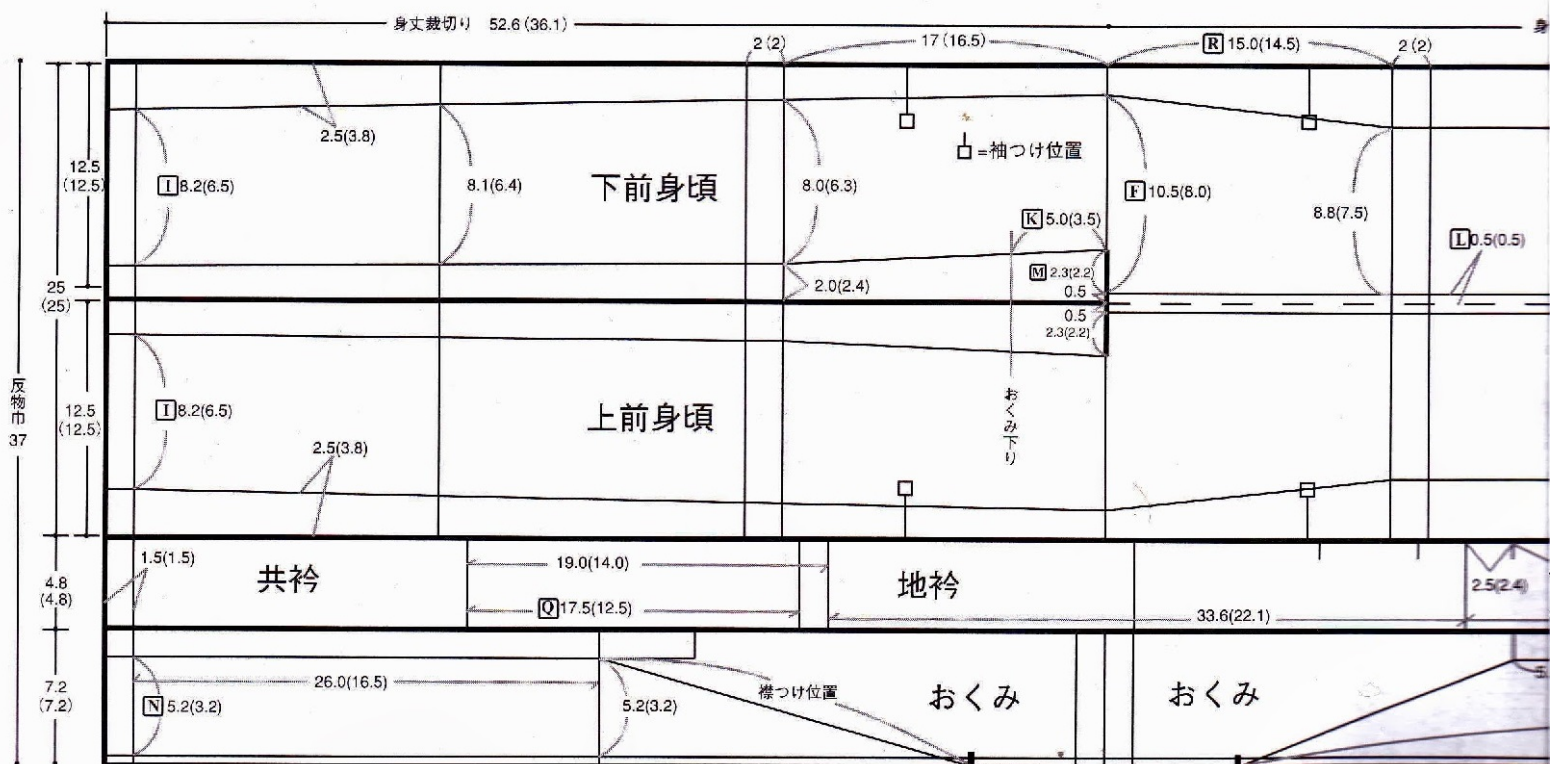 身丈裁切り 52.6 (36.1)
身
2 (2)
17 (16.5)
R 15.0(14.5)
2 (2)
2.5(3.8)
□=袖つけ位置
12.5
(12.5)
I 8.2(6.5)
8.1(6.4)
下前身頃
8.0(6.3)
F 10.5(8.0)
8.8(7.5)
K 5.0(3.5)
L 0.5(0.5)
M 2.3(2.2)
0.5
25
(25)
2.0(2.4)
0.5
2.3(2.2)
反物巾
37
12.5
(12.5)
I 8.2(6.5)
上前身頃
おくみ下り
2.5(3.8)
4.8
(4.8)
1.5(1.5)
共衿
19.0(14.0)
Q 17.5(12.5)
地衿
33.6(22.1)
2.5(2.4)
7.2
(7.2)
26.0(16.5)
N 5.2(3.2)
5.2(3.2)
襟つけ位置
おくみ
おくみ
5